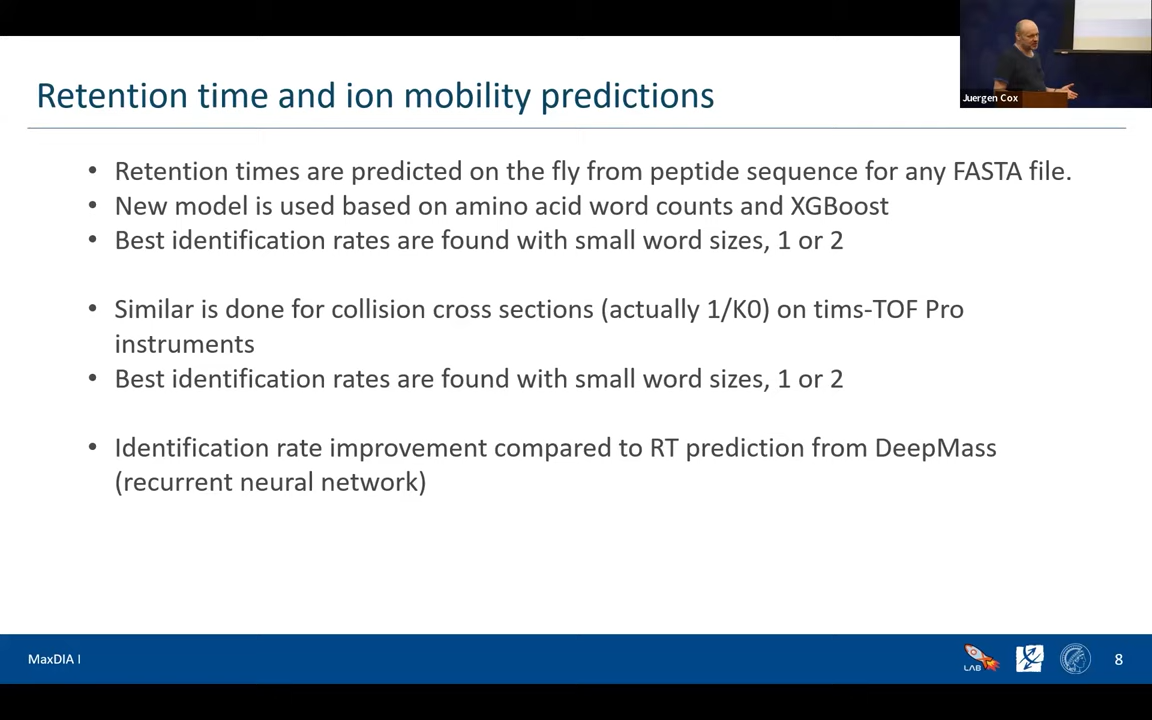 Juergen Cox
Retention time and ion mobility predictions
• Retention times are predicted on the fly from peptide sequence for any FASTA file.
• New model is used based on amino acid word counts and XGBoost
• Best identification rates are found with small word sizes, 1 or 2
• Similar is done for collision cross sections (actually 1/K0) on tims-TOF Pro
instruments
• Best identification rates are found with small word sizes, 1 or 2
• Identification rate improvement compared to RT prediction from DeepMass
(recurrent neural network)
MaxDIA I
LAB
8